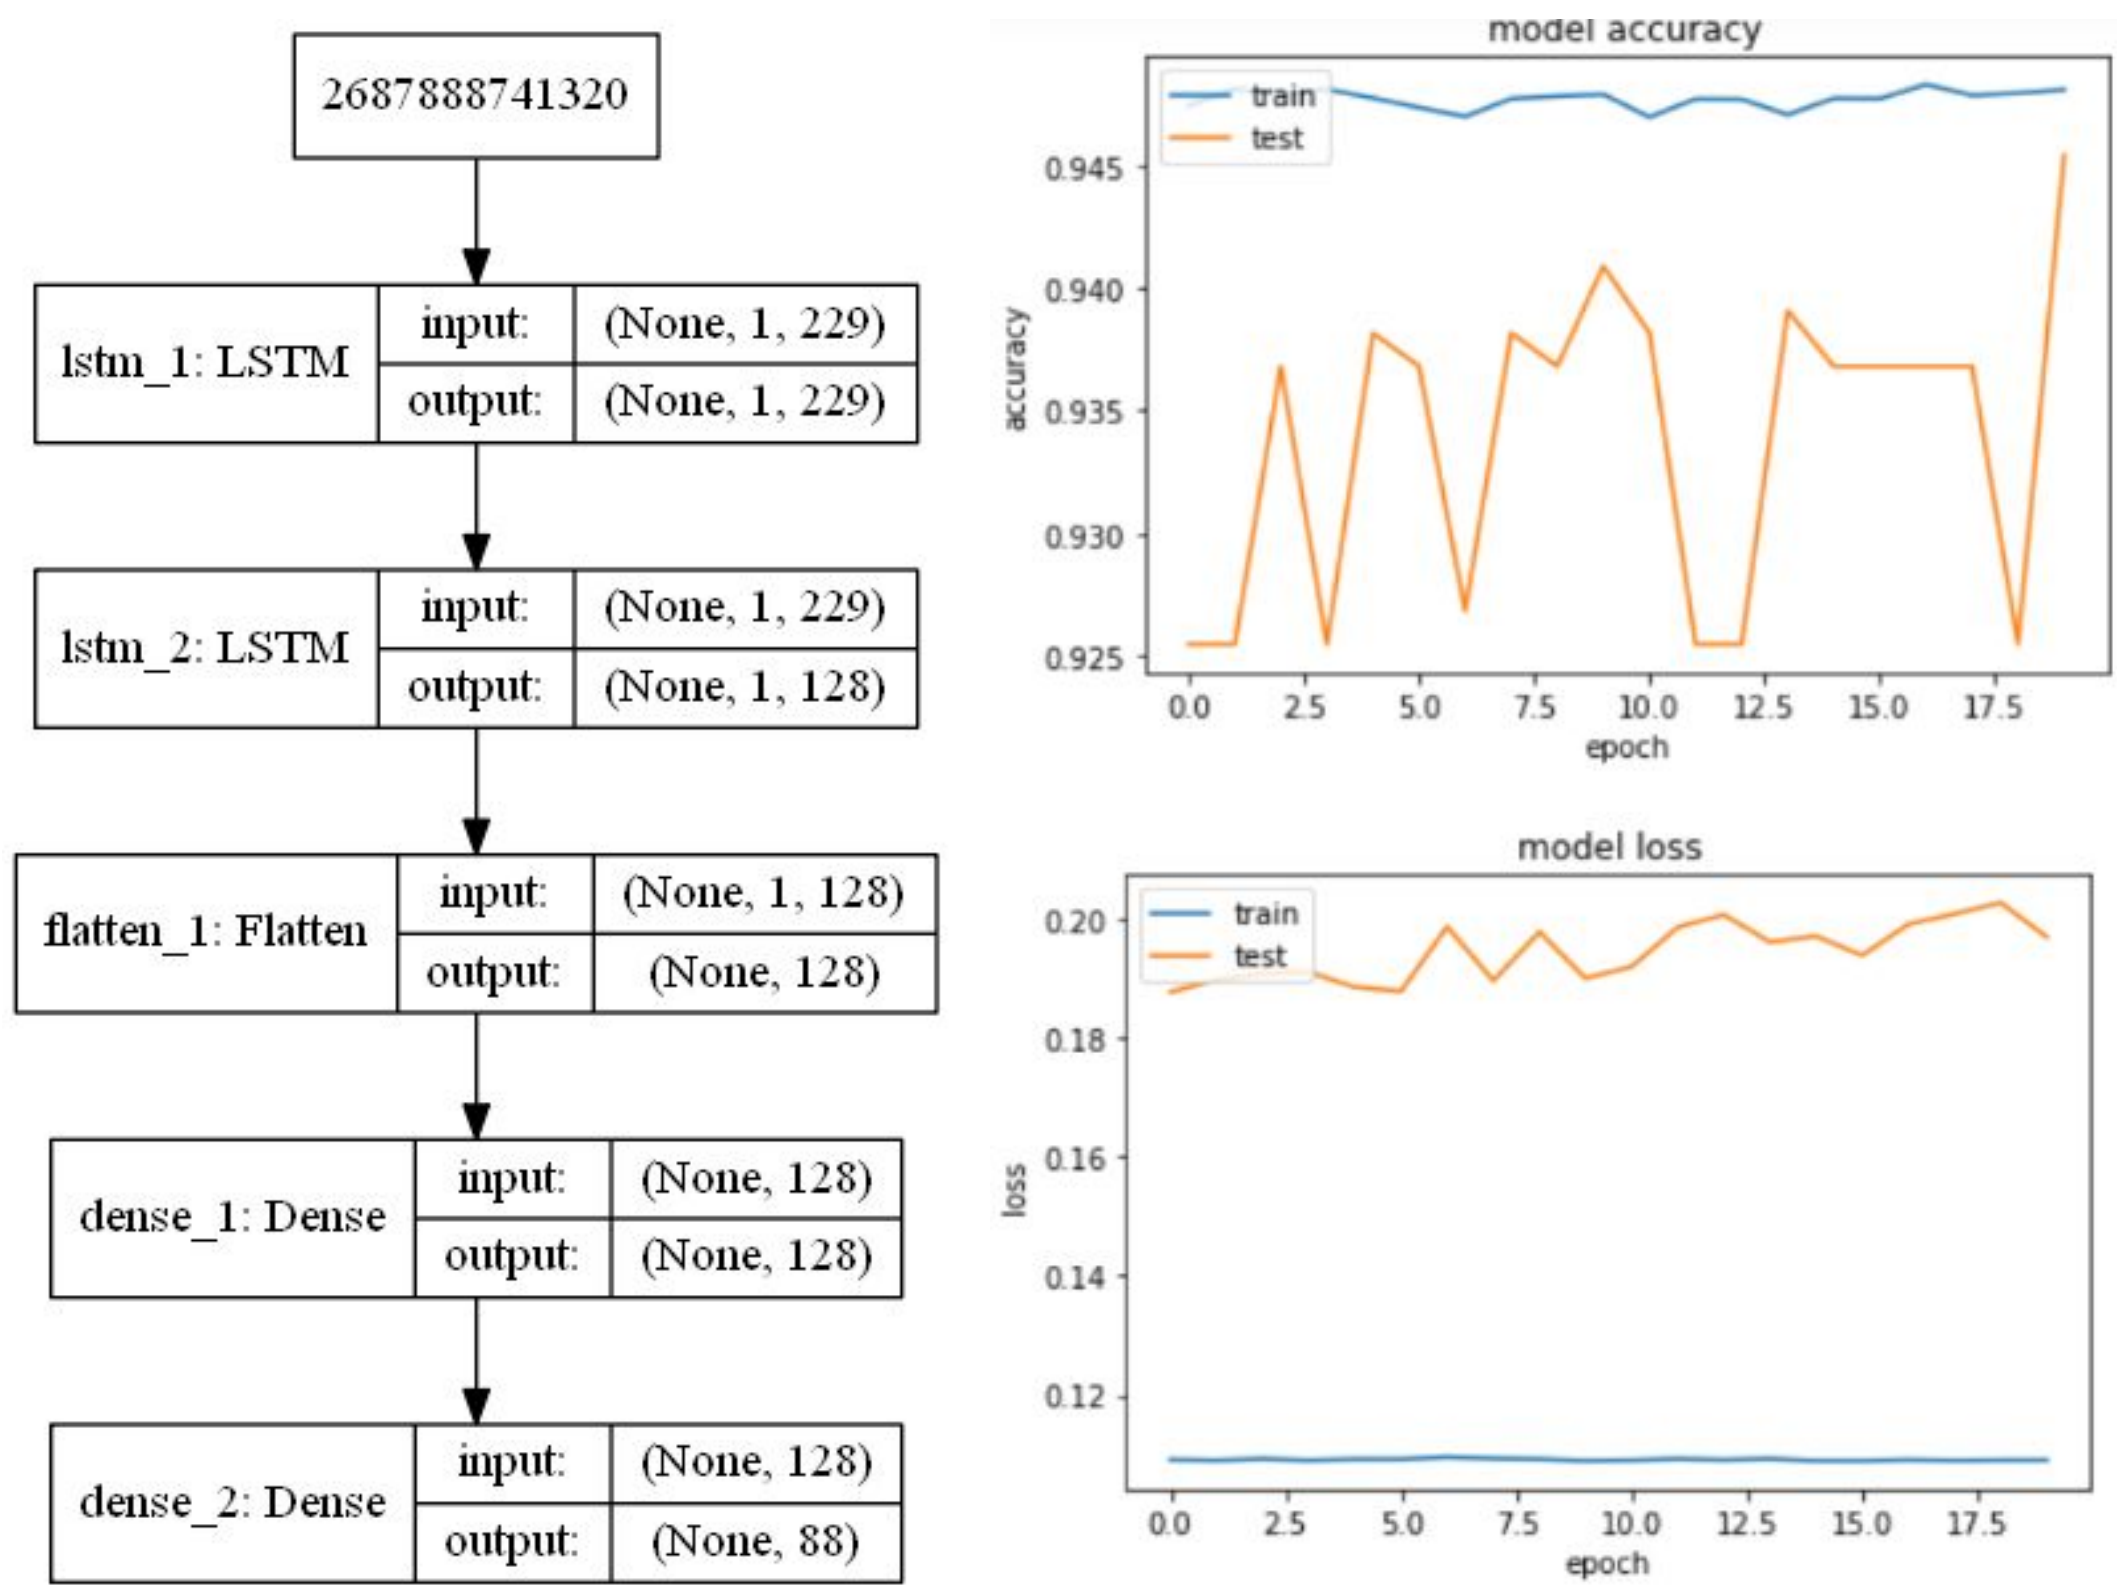 2687888741320
lstm_1: LSTM
input:
(None, 1, 229)
output:
(None, 1, 229)
lstm_2: LSTM
input:
(None, 1, 229)
output:
(None, 1, 128)
flatten_1: Flatten
input:
(None, 1, 128)
output:
(None, 128)
dense_1: Dense
input:
(None, 128)
output:
(None, 128)
dense_2: Dense
input:
(None, 128)
output:
(None, 88)
model accuracy
train
test
0.945
0.940
0.935
0.930
0.925
accuracy
0.0 2.5 5.0 7.5 10.0 12.5 15.0 17.5
epoch
model loss
train
test
0.20
0.18
0.16
0.14
0.12
loss
0.0 2.5 5.0 7.5 10.0 12.5 15.0 17.5
epoch